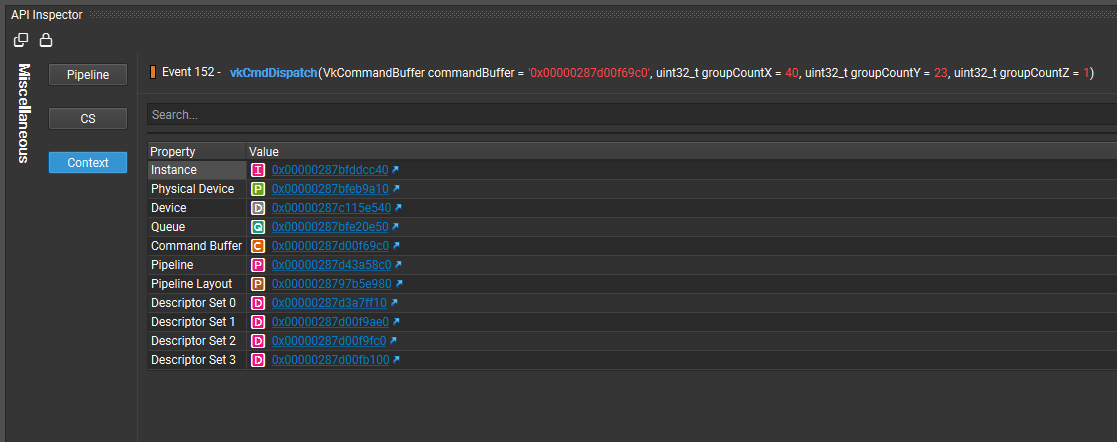 API Inspector
Miscellaneous
Pipeline
CS
Context
Event 152 - vkCmdDispatch(VkCommandBuffer commandBuffer = '0x00000287d00f69c0', uint32_t groupCountX = 40, uint32_t groupCountY = 23, uint32_t groupCountZ = 1)
Search...
Property Value
Instance I 0x00000287bfddcc40
Physical Device P 0x00000287bfeb9a10
Device D 0x00000287c115e540
Queue Q 0x00000287bfe20e50
Command Buffer C 0x00000287d00f69c0
Pipeline P 0x00000287d43a58c0
Pipeline Layout P 0x00000028797b5e980
Descriptor Set 0 D 0x00000287d3a7ff10
Descriptor Set 1 D 0x00000287d00f9ae0
Descriptor Set 2 D 0x00000287d00f9fc0
Descriptor Set 3 D 0x00000287d00fb100